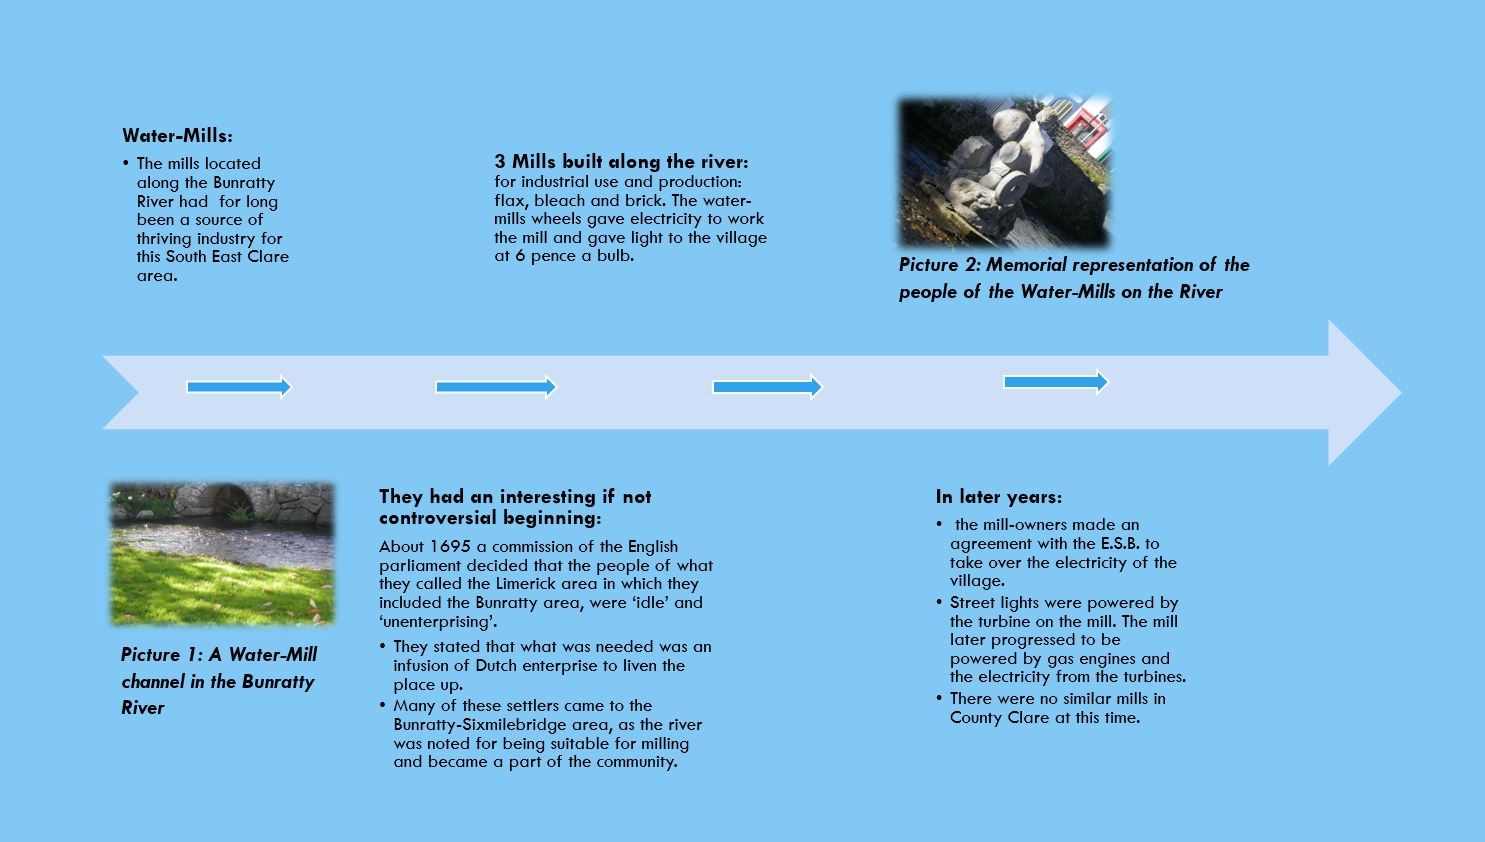 Water-Mills:
• The mills located
along the Bunratty
River had  for long
been a source of
thriving industry for
this South East Clare
area.
3 Mills built along the river:
for industrial use and production:
flax, bleach and brick. The water-
mills wheels gave electricity to work
the mill and gave light to the village
at 6 pence a bulb.
Picture 2: Memorial representation of the
people of the Water-Mills on the River
Picture 1: A Water-Mill
channel in the Bunratty
River
They had an interesting if not
controversial beginning:
About 1695 a commission of the English
parliament decided that the people of what
they called the Limerick area in which they
included the Bunratty area, were ‘idle’ and
‘unenterprising’.
• They stated that what was needed was an
infusion of Dutch enterprise to liven the
place up.
• Many of these settlers came to the
Bunratty-Sixmilebridge area, as the river
was noted for being suitable for milling
and became a part of the community.
In later years:
• the mill-owners made an
agreement with the E.S.B. to
take over the electricity of the
village.
• Street lights were powered by
the turbine on the mill. The mill
later progressed to be
powered by gas engines and
the electricity from the turbines.
• There were no similar mills in
County Clare at this time.